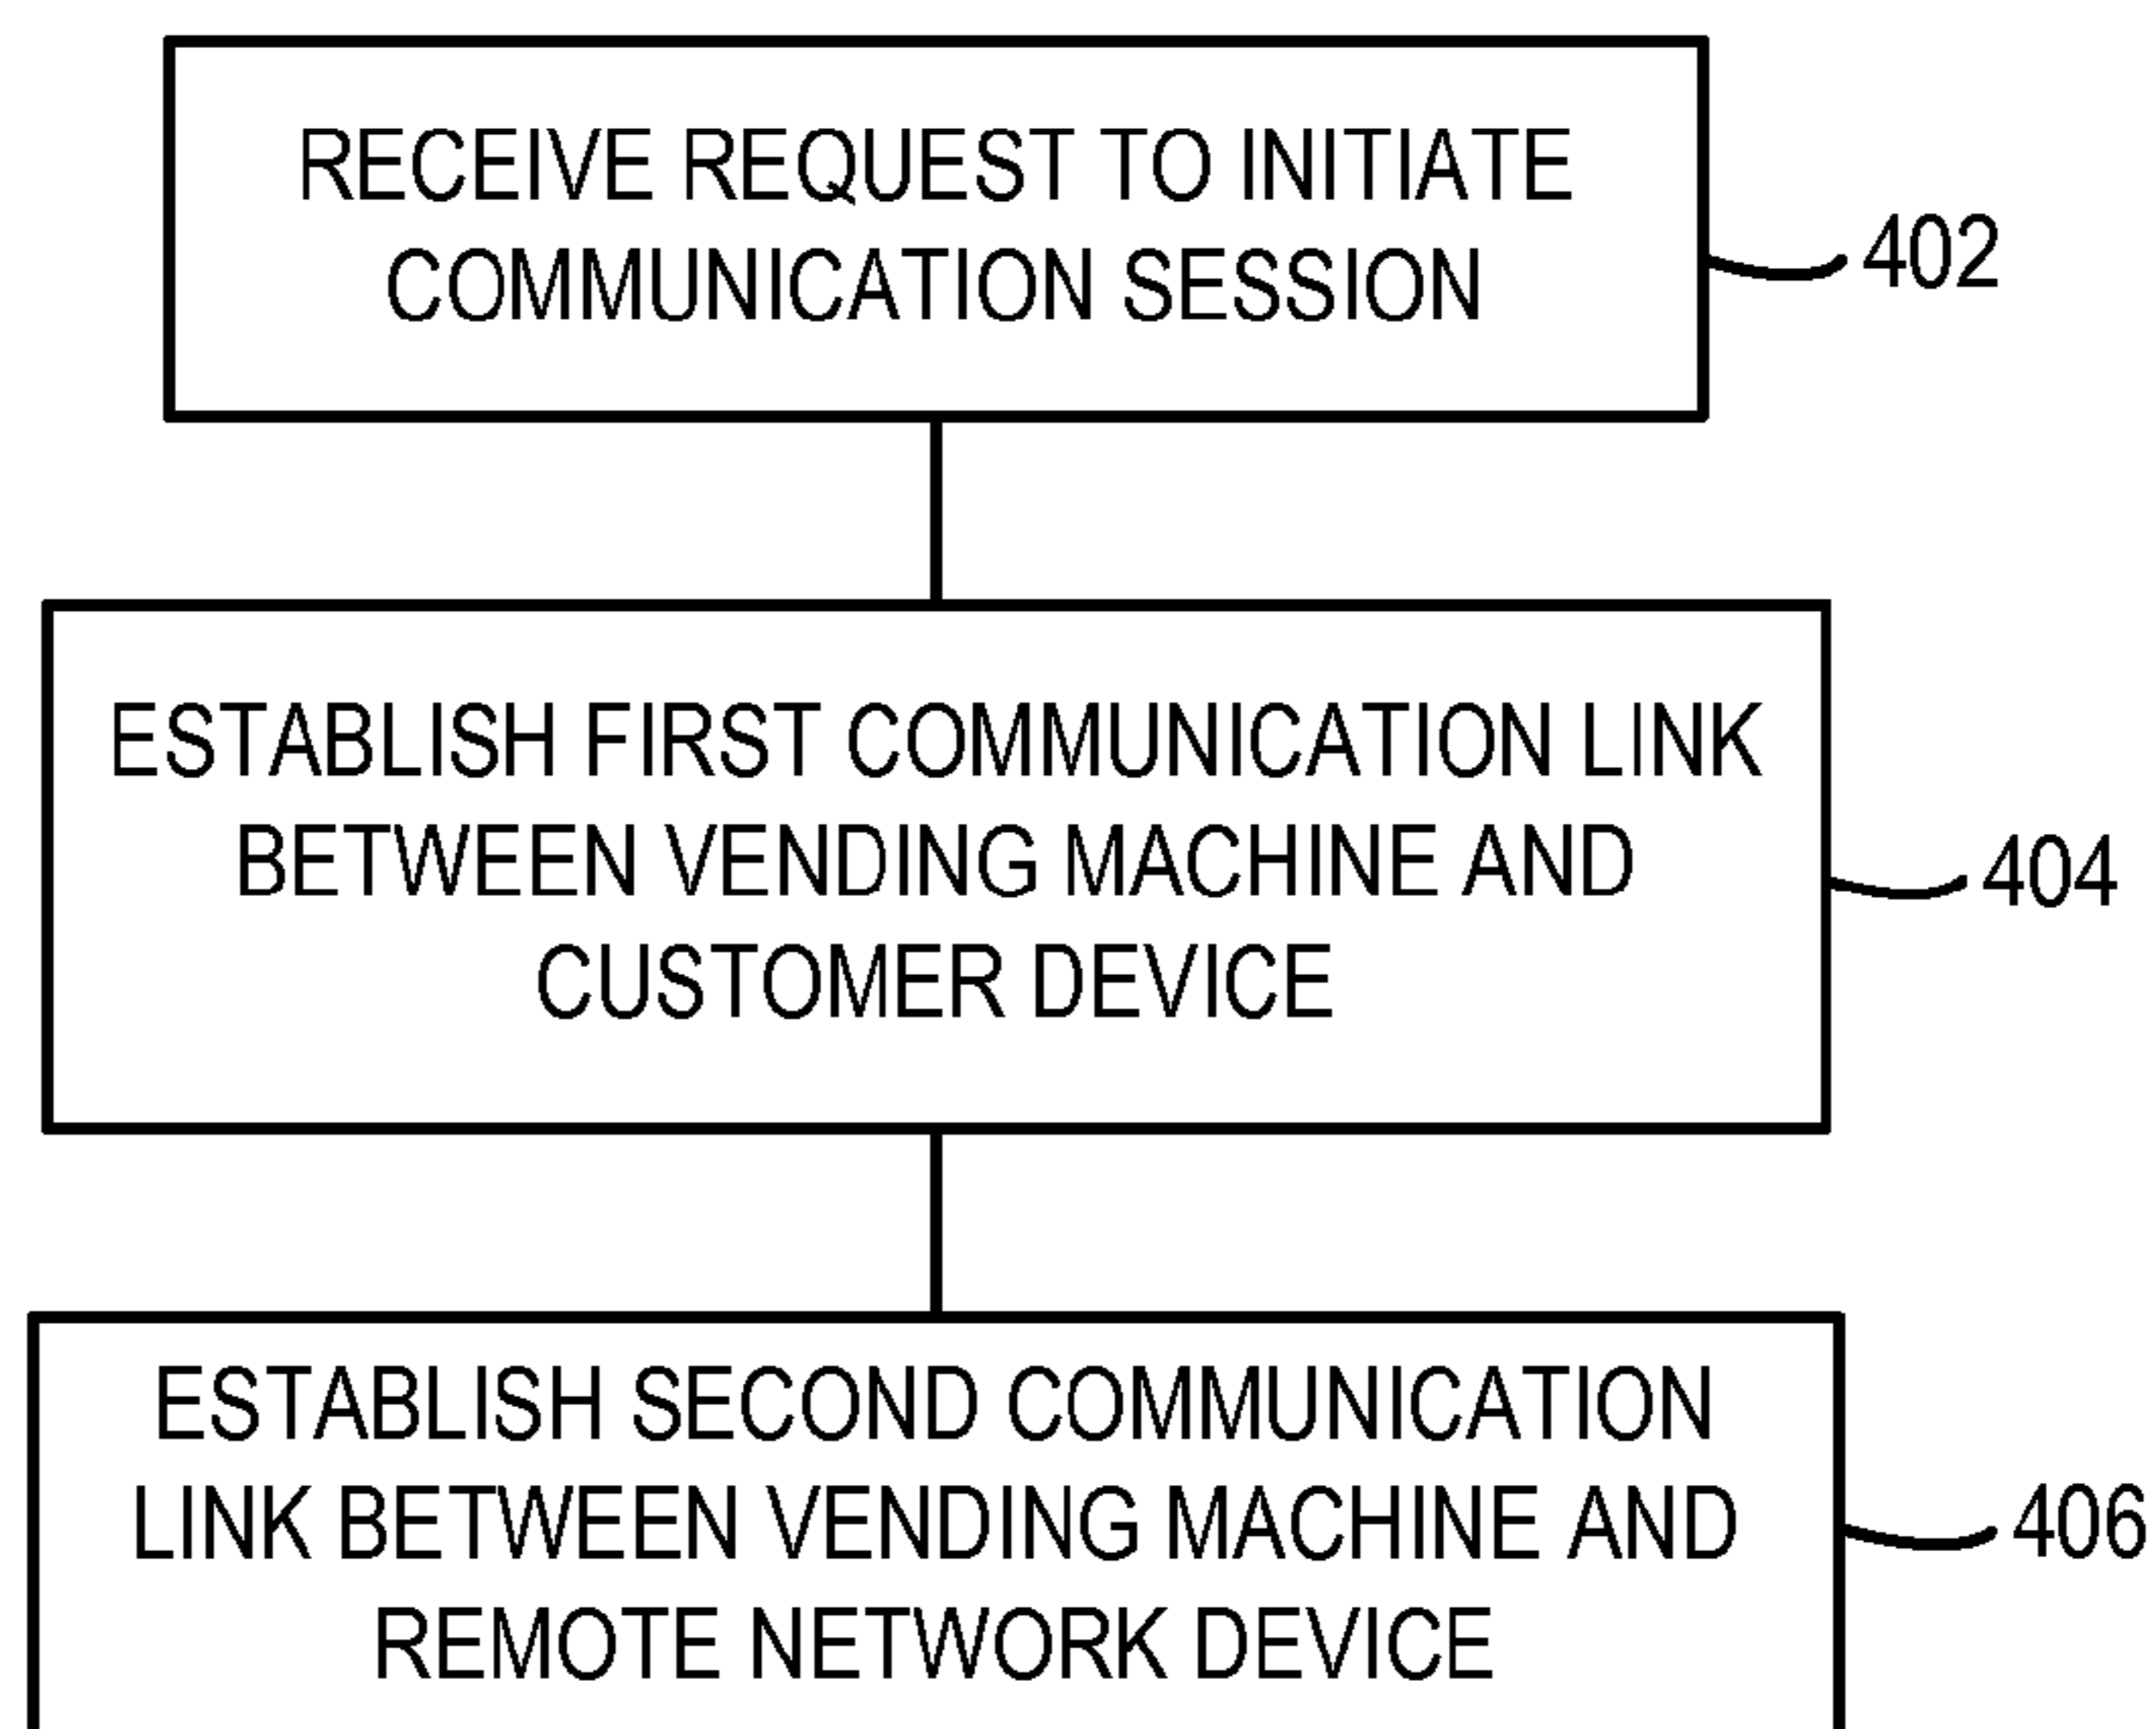 RECEIVE REQUEST TO INITIATE
COMMUNICATION SESSION
402
ESTABLISH FIRST COMMUNICATION LINK
BETWEEN VENDING MACHINE AND
CUSTOMER DEVICE
404
ESTABLISH SECOND COMMUNICATION
LINK BETWEEN VENDING MACHINE AND
REMOTE NETWORK DEVICE
406